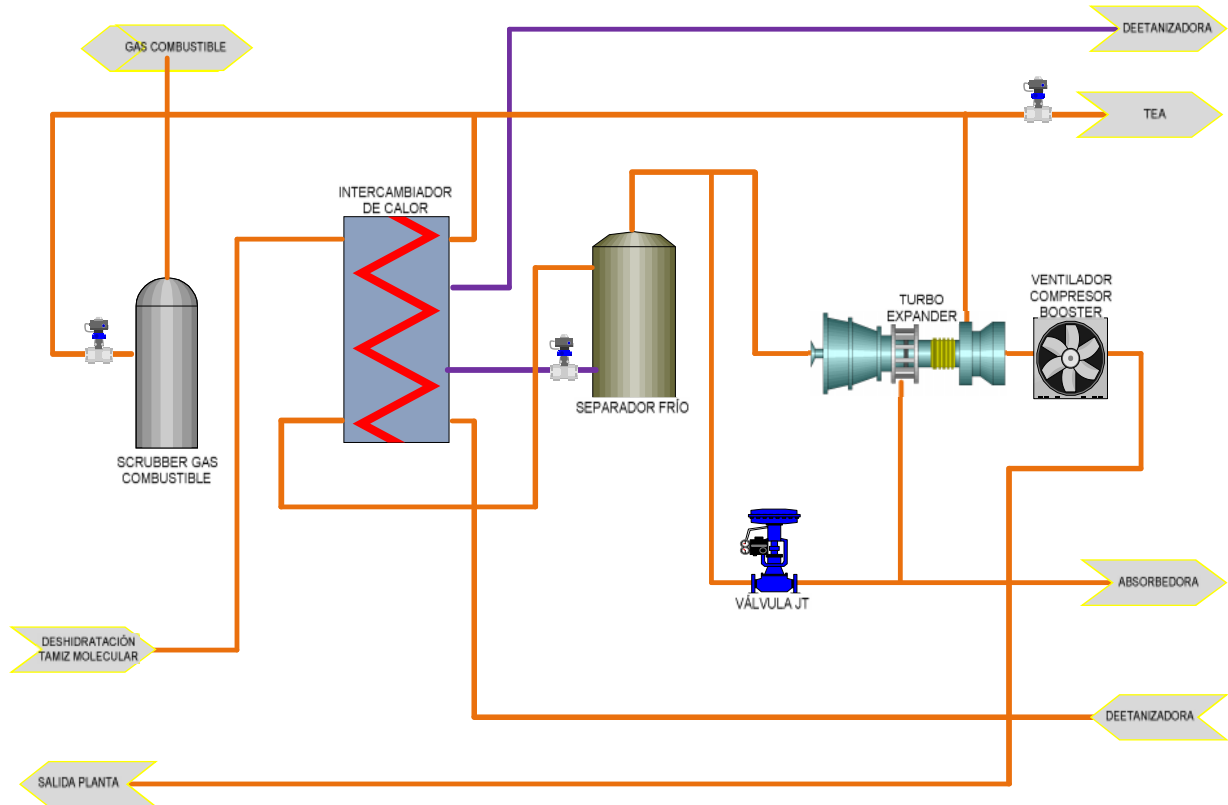 DEETANIZADORA
GAS COMBUSTIBLE
TEA
INTERCAMBIADOR
DE CALOR
VENTILADOR
COMPRESOR
BOOSTER
TURBO
EXPANDER
SEPARADOR FRÍO
SCRUBBER GAS
COMBUSTIBLE
ABSORBEDORA
VÁLVULA JT
DESHIDRATACIÓN
TAMIZ MOLECULAR
DEETANIZADORA
SALIDA PLANTA